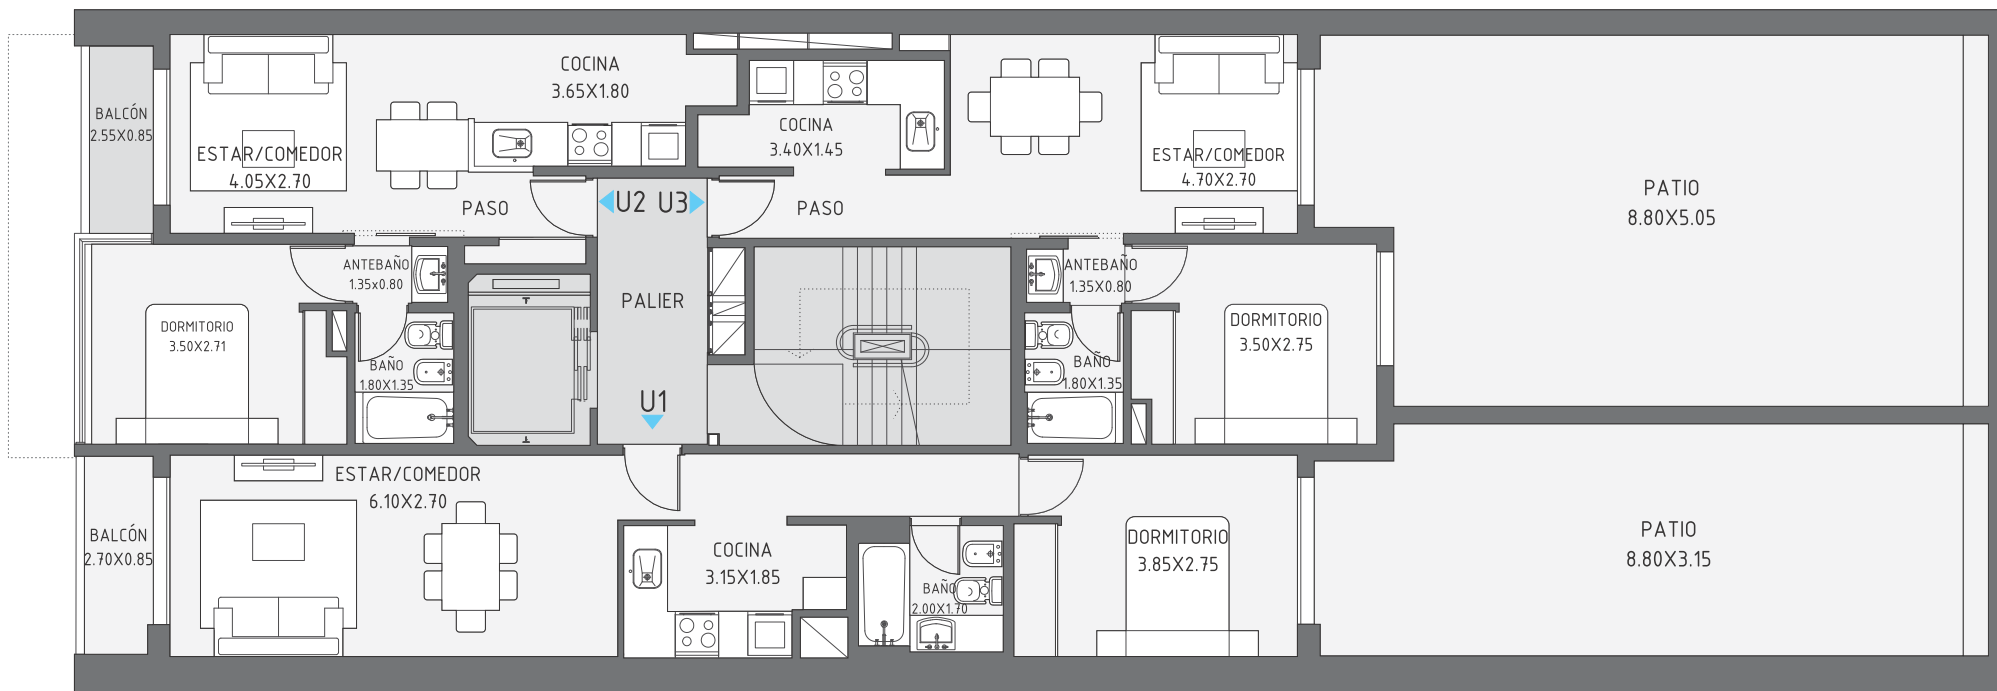 COCINA
3.65X1.80
BALCÓN
2.55X0.85
ESTAR/COMEDOR
4.05X2.70
COCINA
3.40X1.45
ESTAR/COMEDOR
4.70X2.70
PATIO
8.80X5.05
PASO
U2 U3
PASO
ANTEBAÑO
1.35x0.80
PALIER
ANTEBAÑO
1.35X0.80
DORMITORIO
3.50X2.71
BAÑO
1.80X1.35
BAÑO
1.80X1.35
DORMITORIO
3.50X2.75
U1
ESTAR/COMEDOR
6.10X2.70
BALCÓN
2.70X0.85
COCINA
3.15X1.85
BAÑO
2.00X1.70
DORMITORIO
3.85X2.75
PATIO
8.80X3.15